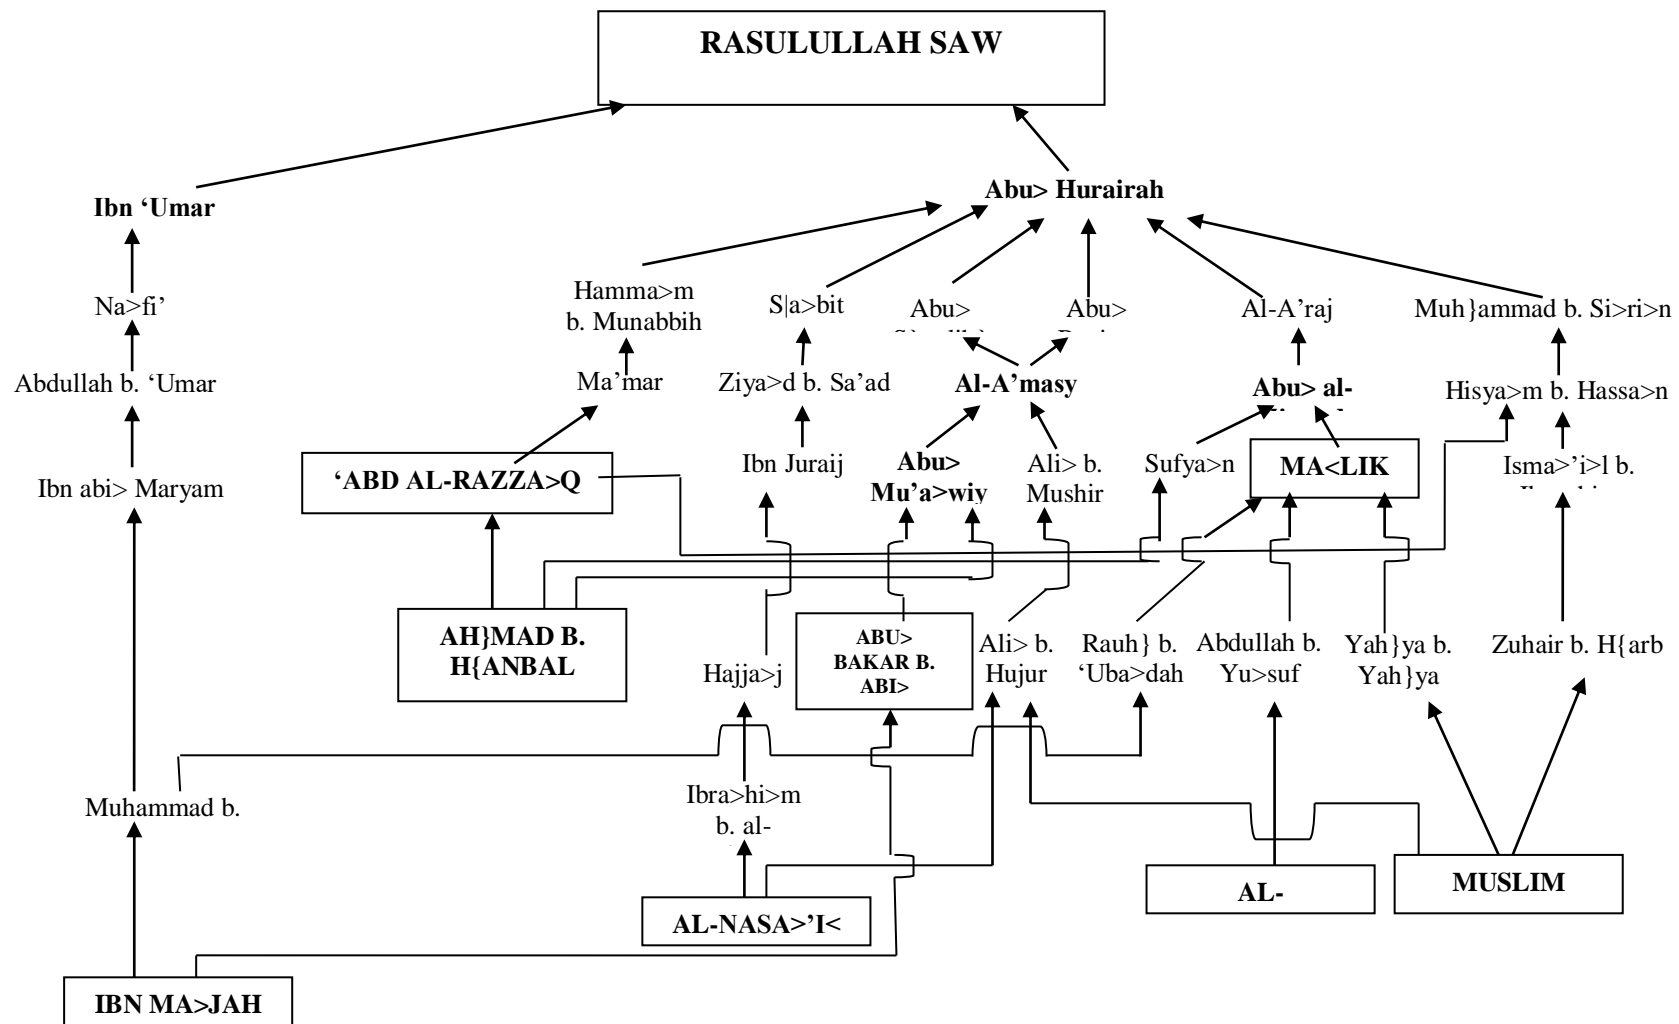 RASULULLAH SAW
Ibn ‘Umar
Abu> Hurairah
Na>fi’
Hamma>m
b. Munabbih
S|a>bit
Abu>
Abu>
Al-A’raj
Muh}ammad b. Si>ri>n
Abdullah b. ‘Umar
Ma’mar
Ziya>d b. Sa’ad
Al-A’masy
Abu> al-
Hisya>m b. Hassa>n
Ibn abi> Maryam
‘ABD AL-RAZZA>Q
Ibn Juraij
Abu>
Mu’a>wiy
Ali> b.
Mushir
Sufya>n
MA<LIK
Isma>’i>l b.
AH}MAD B.
H{ANBAL
Hajja>j
ABU>
BAKAR B.
ABI>
Ali> b.
Hujur
Rauh} b.
‘Uba>dah
Abdullah b.
Yu>suf
Yah}ya b.
Yah}ya
Zuhair b. H{arb
Muhammad b.
Ibra>hi>m
b. al-
AL-NASA>’I<
AL-
MUSLIM
IBN MA>JAH